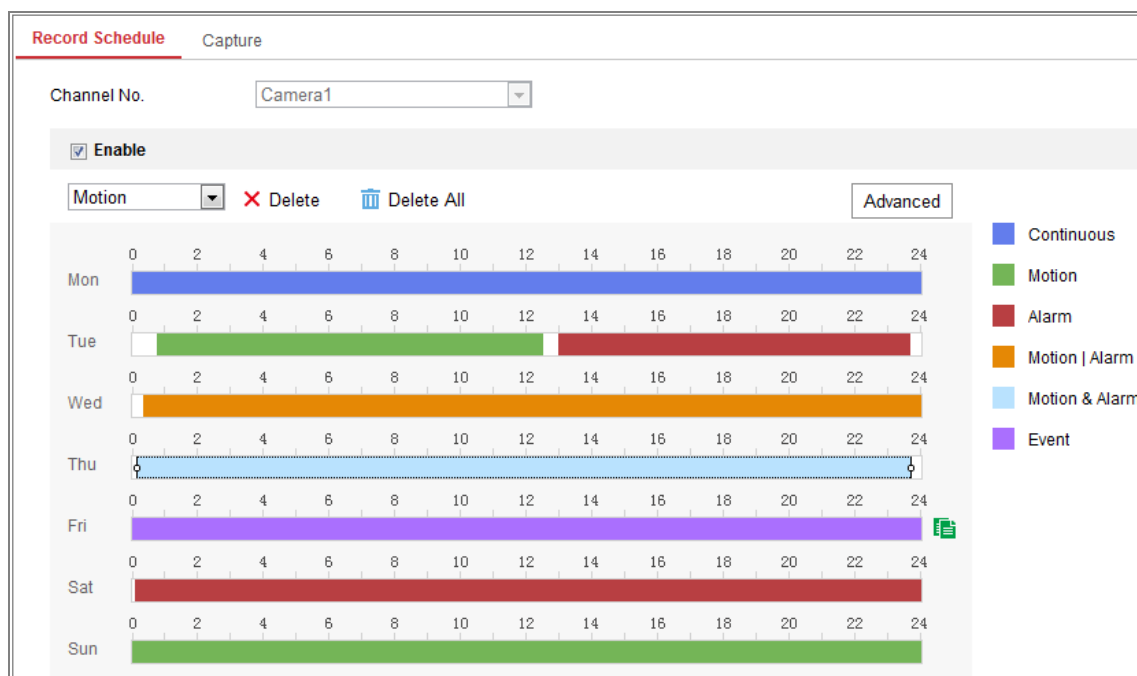 Record Schedule Capture
Channel No. Camera1
Enable
Motion Delete Delete All Advanced
Continuous
0 2 4 6 8 10 12 14 16 18 20 22 24
Mon
Motion
0 2 4 6 8 10 12 14 16 18 20 22 24
Tue
Alarm
Motion | Alarm
0 2 4 6 8 10 12 14 16 18 20 22 24
Wed
Motion & Alarm
0 2 4 6 8 10 12 14 16 18 20 22 24
Thu
Event
0 2 4 6 8 10 12 14 16 18 20 22 24
Fri
0 2 4 6 8 10 12 14 16 18 20 22 24
Sat
0 2 4 6 8 10 12 14 16 18 20 22 24
Sun